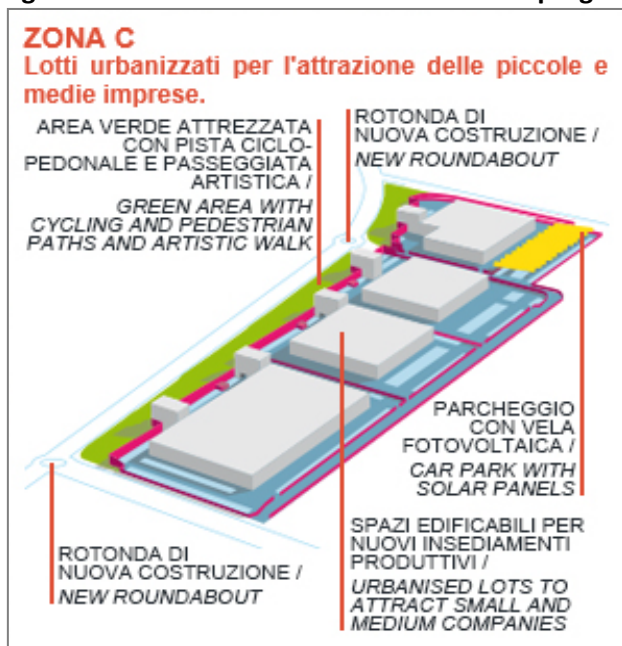 ZONA C
Lotti urbanizzati per l'attrazione delle piccole e
medie imprese.
AREA VERDE ATTREZZATA
CON PISTA CICLO-
PEDONALE E PASSEGGIATA
ARTISTICA /
GREEN AREA WITH
CYCLING AND PEDESTRIAN
PATHS AND ARTISTIC WALK
ROTONDA DI
NUOVA COSTRUZIONE /
NEW ROUNDABOUT
PARCHEGGIO
CON VELA
FOTOVOLTAICA /
CAR PARK WITH
SOLAR PANELS
ROTONDA DI
NUOVA COSTRUZIONE /
NEW ROUNDABOUT
SPAZI EDIFICABILI PER
NUOVI INSEDIAMENTI
PRODUTTIVI /
URBANISED LOTS TO
ATTRACT SMALL AND
MEDIUM COMPANIES